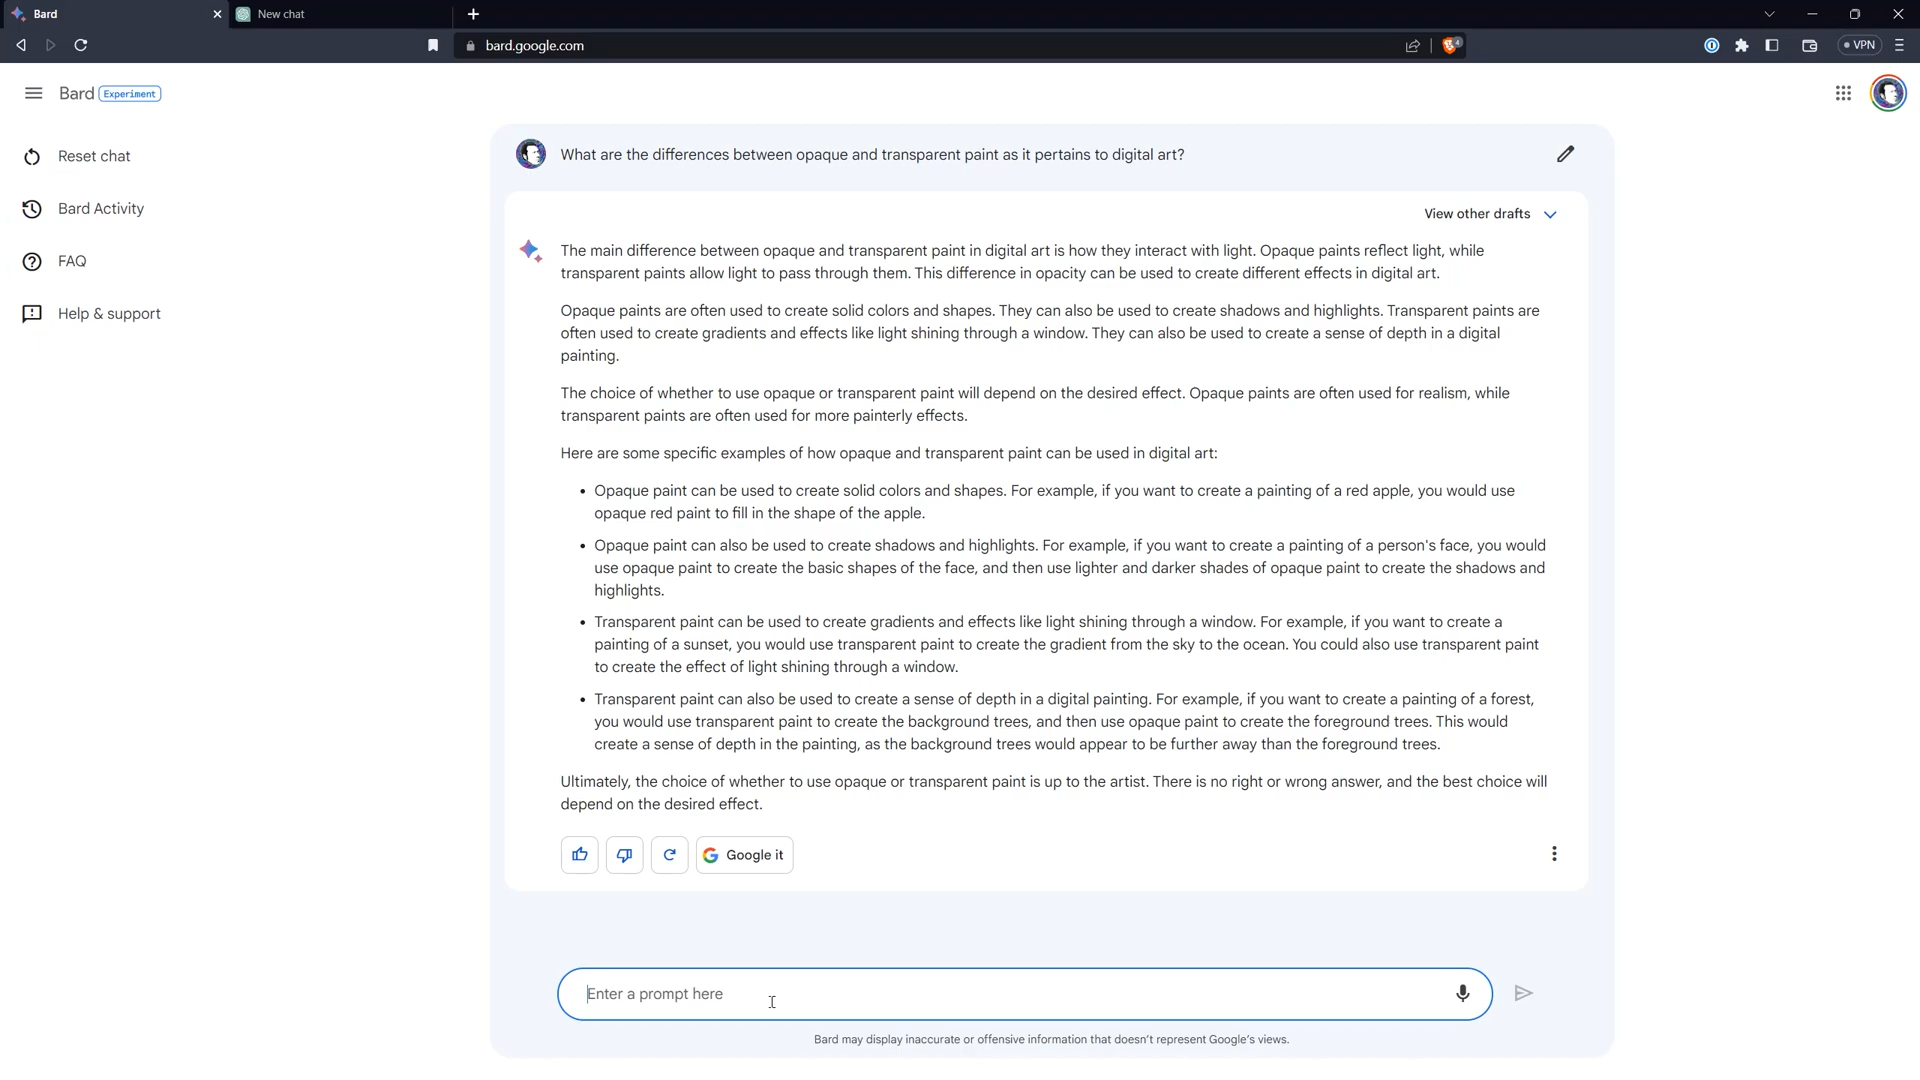 Bard
New chat
bard.google.com
4
VPN
Bard Experiment
Reset chat
Bard Activity
FAQ
Help & support
What are the differences between opaque and transparent paint as it pertains to digital art?
View other drafts
The main difference between opaque and transparent paint in digital art is how they interact with light. Opaque paints reflect light, while
transparent paints allow light to pass through them. This difference in opacity can be used to create different effects in digital art.
Opaque paints are often used to create solid colors and shapes. They can also be used to create shadows and highlights. Transparent paints are
often used to create gradients and effects like light shining through a window. They can also be used to create a sense of depth in a digital
painting.
The choice of whether to use opaque or transparent paint will depend on the desired effect. Opaque paints are often used for realism, while
transparent paints are often used for more painterly effects.
Here are some specific examples of how opaque and transparent paint can be used in digital art:
• Opaque paint can be used to create solid colors and shapes. For example, if you want to create a painting of a red apple, you would use
opaque red paint to fill in the shape of the apple.
• Opaque paint can also be used to create shadows and highlights. For example, if you want to create a painting of a person's face, you would
use opaque paint to create the basic shapes of the face, and then use lighter and darker shades of opaque paint to create the shadows and
highlights.
• Transparent paint can be used to create gradients and effects like light shining through a window. For example, if you want to create a
painting of a sunset, you would use transparent paint to create the gradient from the sky to the ocean. You could also use transparent paint
to create the effect of light shining through a window.
• Transparent paint can also be used to create a sense of depth in a digital painting. For example, if you want to create a painting of a forest,
you would use transparent paint to create the background trees, and then use opaque paint to create the foreground trees. This would
create a sense of depth in the painting, as the background trees would appear to be further away than the foreground trees.
Ultimately, the choice of whether to use opaque or transparent paint is up to the artist. There is no right or wrong answer, and the best choice will
depend on the desired effect.
Google it
Enter a prompt here
Bard may display inaccurate or offensive information that doesn't represent Google's views.